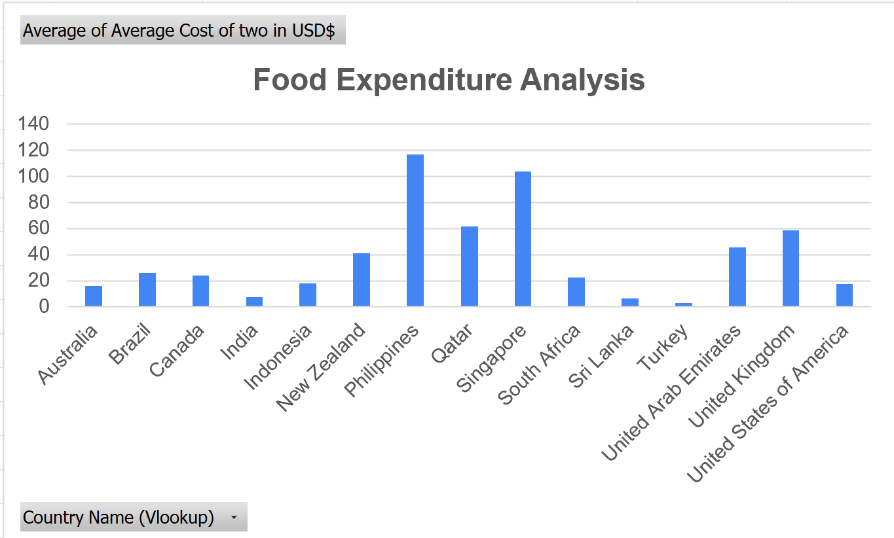 Average of Average Cost of two in USD$
Food Expenditure Analysis
140
120
100
80
60
40
20
0
Australia
Brazil
Canada
India
Indonesia
New Zealand
Philippines
Qatar
Singapore
South Africa
Sri Lanka
Turkey
United Arab Emirates
United Kingdom
United States of America
Country Name (Vlookup)